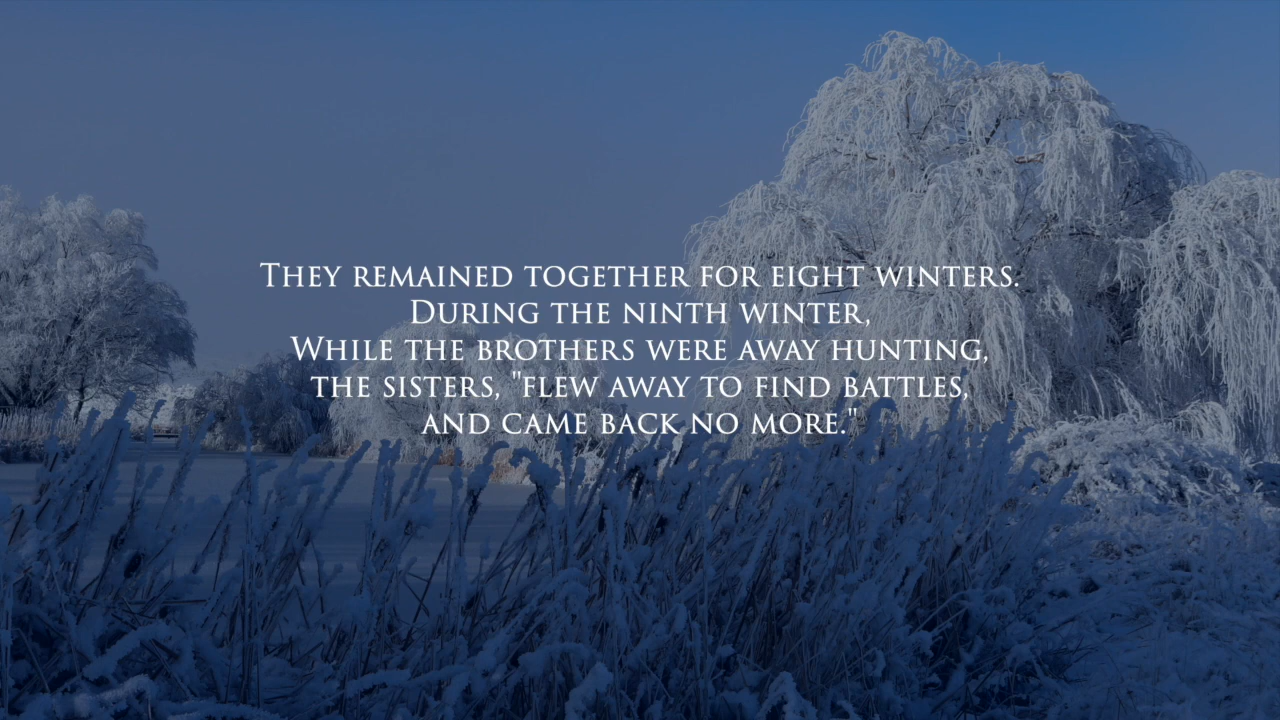 They remained together for eight winters.
During the ninth winter,
While the brothers were away hunting,
the sisters, "flew away to find battles,
and came back no more."